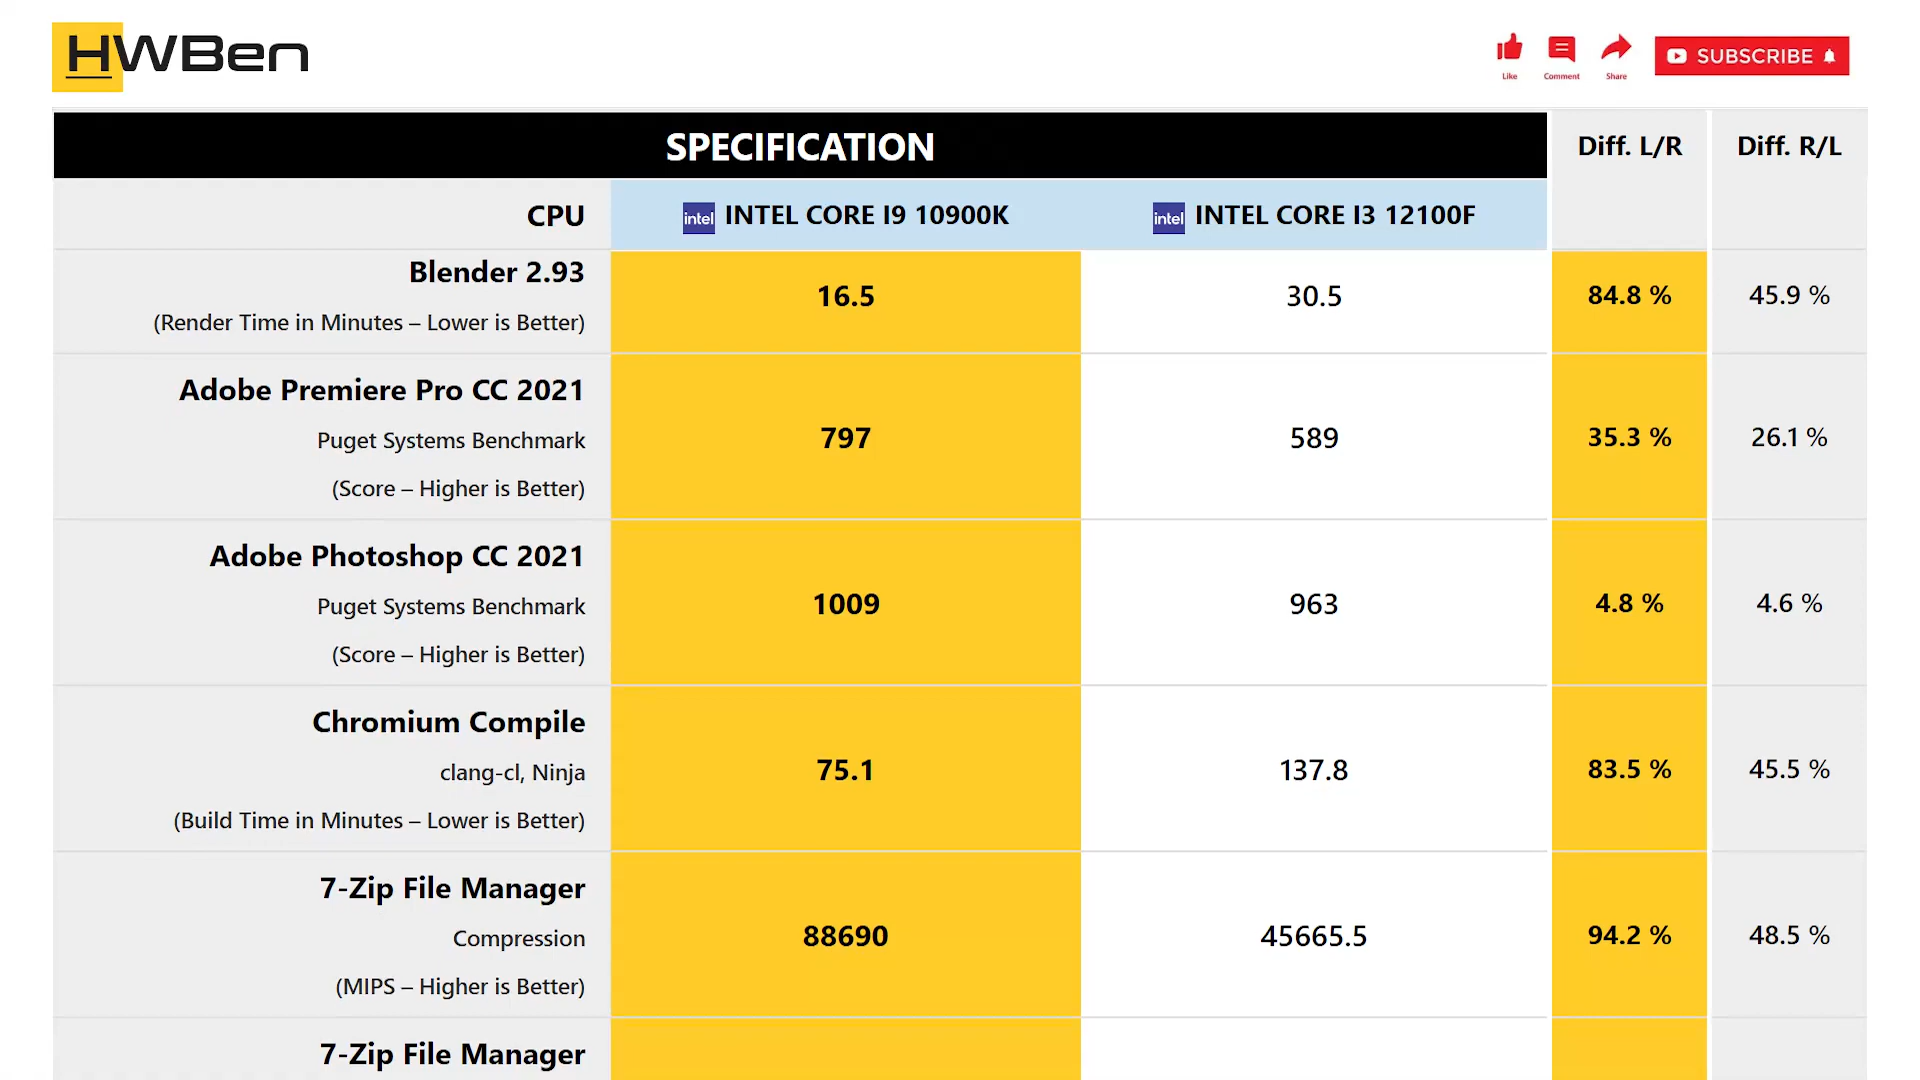 HWBen
Like
Comment
Share
SUBSCRIBE
SPECIFICATION
Diff. L/R
Diff. R/L
CPU
intel INTEL CORE I9 10900K
intel INTEL CORE I3 12100F
Blender 2.93
(Render Time in Minutes – Lower is Better)
16.5
30.5
84.8 %
45.9 %
Adobe Premiere Pro CC 2021
Puget Systems Benchmark
(Score – Higher is Better)
797
589
35.3 %
26.1 %
Adobe Photoshop CC 2021
Puget Systems Benchmark
(Score – Higher is Better)
1009
963
4.8 %
4.6 %
Chromium Compile
clang-cl, Ninja
(Build Time in Minutes – Lower is Better)
75.1
137.8
83.5 %
45.5 %
7-Zip File Manager
Compression
(MIPS – Higher is Better)
88690
45665.5
94.2 %
48.5 %
7-Zip File Manager